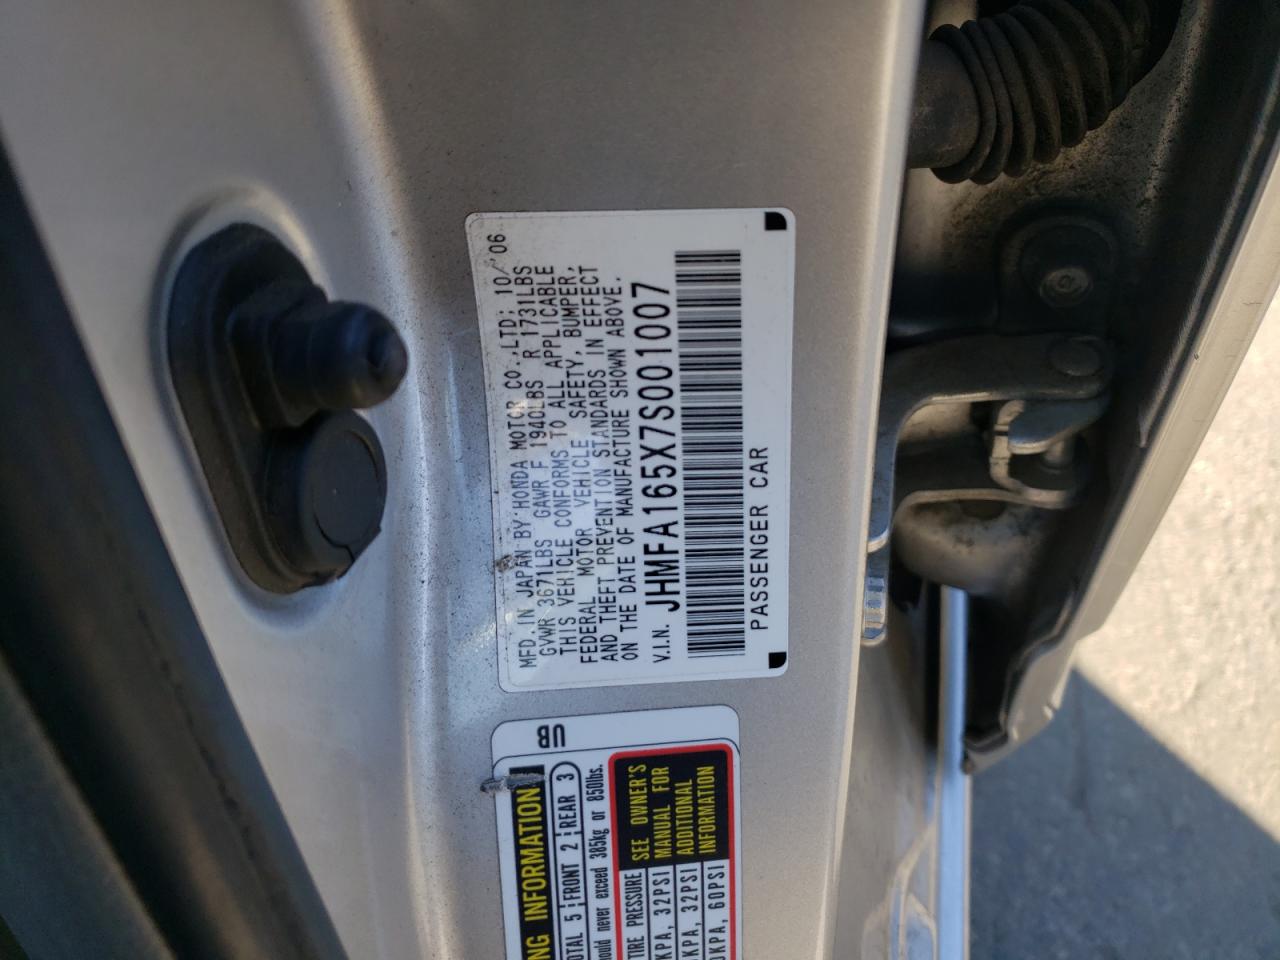 MFD. IN JAPAN BY HONDA MOTOR CO.,LTD; 10/'06
GVWR 3671LBS GAWR F 1940LBS R 1731LBS
THIS VEHICLE CONFORMS TO ALL APPLICABLE
FEDERAL MOTOR VEHICLE SAFETY, BUMPER,
AND THEFT PREVENTION STANDARDS IN EFFECT
ON THE DATE OF MANUFACTURE SHOWN ABOVE.
V.I.N. JHMFA165X7S001007
PASSENGER CAR
INFORMATION
5 FRONT 2 REAR 3
never exceed 385kg or 850lbs.
TIRE PRESSURE
KPA, 32PSI
KPA, 32PSI
KPA, 60PSI
SEE OWNER'S
MANUAL FOR
ADDITIONAL
INFORMATION